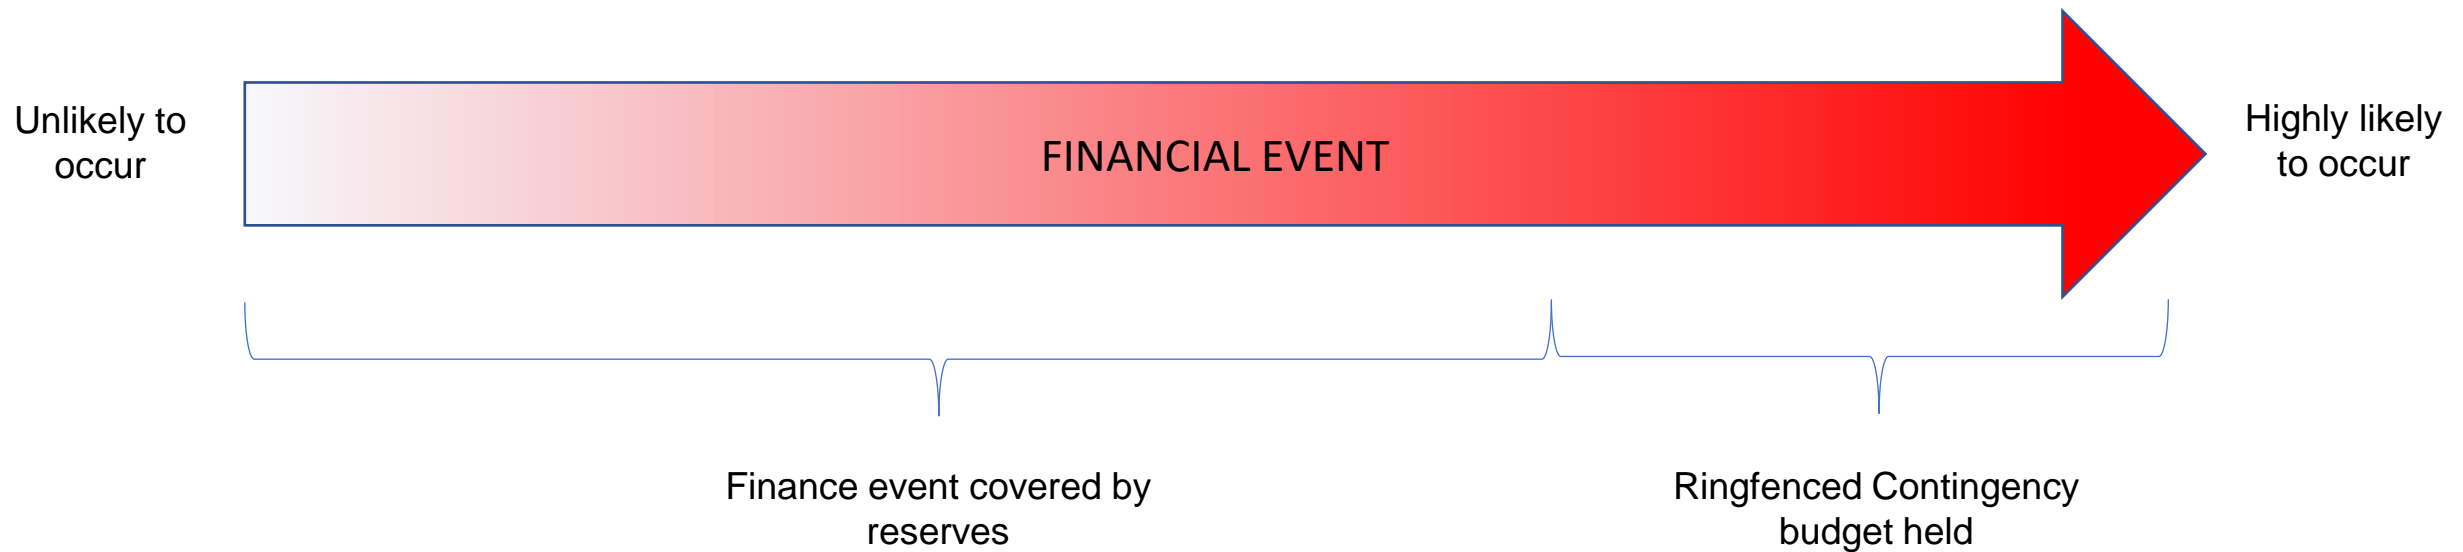 Unlikely to
occur
FINANCIAL EVENT
Highly likely
to occur
Finance event covered by
reserves
Ringfenced Contingency
budget held